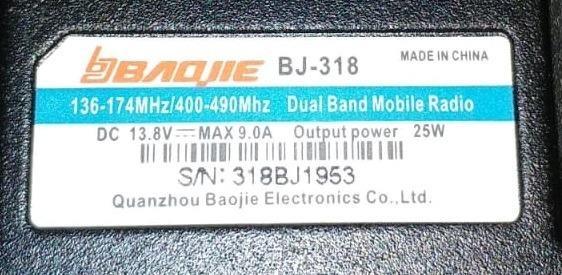 BAOJIE BJ-318 MADE IN CHINA
136-174MHz/400-490Mhz Dual Band Mobile Radio
DC 13.8V⎓MAX 9.0A Output power 25W
S/N: 318BJ1953
Quanzhou Baojie Electronics Co.,Ltd.